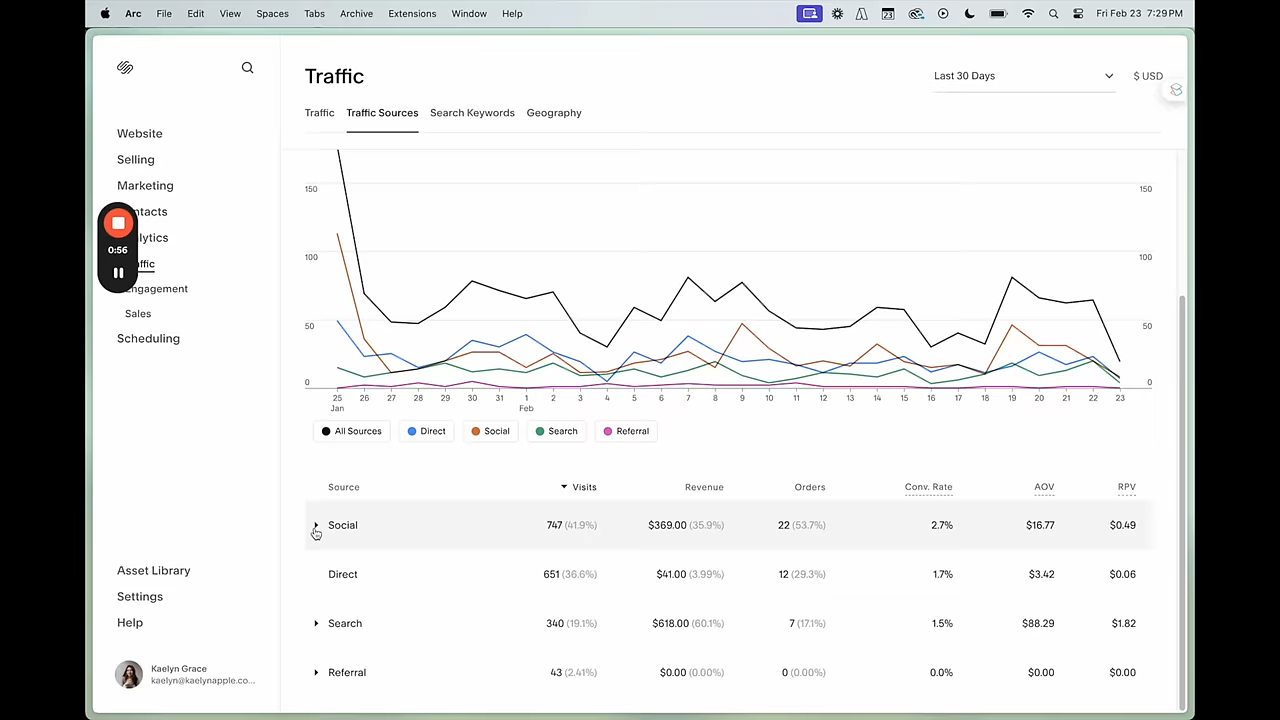 Arc File Edit View Spaces Tabs Archive Extensions Window Help
23
Fri Feb 23 7:29 PM
Website
Selling
Marketing
ntacts
lytics
ffic
ngagement
Sales
Scheduling
0:56
Asset Library
Settings
Help
Kaelyn Grace
kaelyn@kaelynapple.co...
Traffic
Last 30 Days
$ USD
Traffic Traffic Sources Search Keywords Geography
150 150
100 100
50 50
0 0
25 26 27 28 29 30 31 1 2 3 4 5 6 7 8 9 10 11 12 13 14 15 16 17 18 19 20 21 22 23
Jan Feb
All Sources Direct Social Search Referral
Source Visits Revenue Orders Conv. Rate AOV RPV
Social 747 (41.9%) $369.00 (35.9%) 22 (53.7%) 2.7% $16.77 $0.49
Direct 651 (36.6%) $41.00 (3.99%) 12 (29.3%) 1.7% $3.42 $0.06
Search 340 (19.1%) $618.00 (60.1%) 7 (17.1%) 1.5% $88.29 $1.82
Referral 43 (2.41%) $0.00 (0.00%) 0 (0.00%) 0.0% $0.00 $0.00